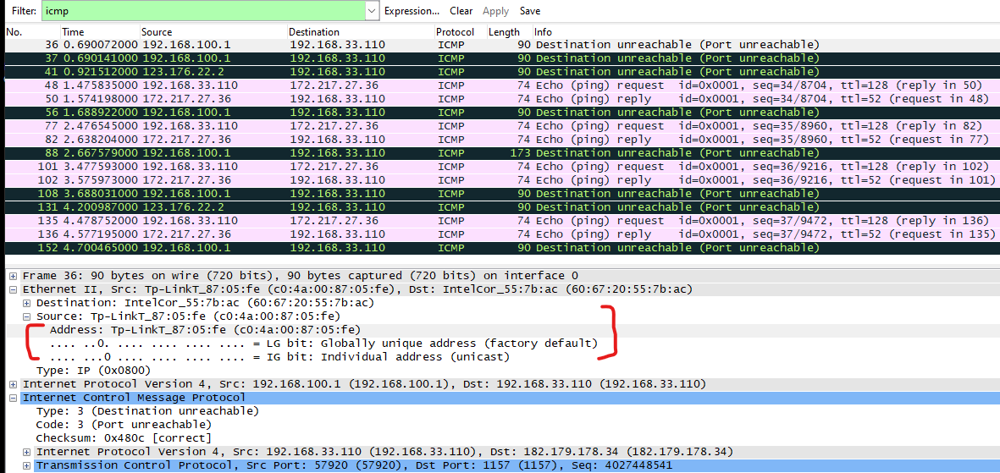 Filter: icmp Expression... Clear Apply Save
No. Time Source Destination Protocol Length Info
36 0.690072000 192.168.100.1 192.168.33.110 ICMP 90 Destination unreachable (Port unreachable)
37 0.690141000 192.168.100.1 192.168.33.110 ICMP 90 Destination unreachable (Port unreachable)
41 0.921512000 123.176.22.2 192.168.33.110 ICMP 90 Destination unreachable (Port unreachable)
48 1.475835000 192.168.33.110 172.217.27.36 ICMP 74 Echo (ping) request id=0x0001, seq=34/8704, ttl=128 (reply in 50)
50 1.574198000 172.217.27.36 192.168.33.110 ICMP 74 Echo (ping) reply id=0x0001, seq=34/8704, ttl=52 (request in 48)
56 1.688922000 192.168.100.1 192.168.33.110 ICMP 90 Destination unreachable (Port unreachable)
77 2.476545000 192.168.33.110 172.217.27.36 ICMP 74 Echo (ping) request id=0x0001, seq=35/8960, ttl=128 (reply in 82)
82 2.638204000 172.217.27.36 192.168.33.110 ICMP 74 Echo (ping) reply id=0x0001, seq=35/8960, ttl=52 (request in 77)
88 2.667579000 192.168.100.1 192.168.33.110 ICMP 173 Destination unreachable (Port unreachable)
101 3.477593000 192.168.33.110 172.217.27.36 ICMP 74 Echo (ping) request id=0x0001, seq=36/9216, ttl=128 (reply in 102)
102 3.575973000 172.217.27.36 192.168.33.110 ICMP 74 Echo (ping) reply id=0x0001, seq=36/9216, ttl=52 (request in 101)
108 3.688031000 192.168.100.1 192.168.33.110 ICMP 90 Destination unreachable (Port unreachable)
131 4.200987000 123.176.22.2 192.168.33.110 ICMP 90 Destination unreachable (Port unreachable)
135 4.478752000 192.168.33.110 172.217.27.36 ICMP 74 Echo (ping) request id=0x0001, seq=37/9472, ttl=128 (reply in 136)
136 4.577195000 172.217.27.36 192.168.33.110 ICMP 74 Echo (ping) reply id=0x0001, seq=37/9472, ttl=52 (request in 135)
152 4.700465000 192.168.100.1 192.168.33.110 ICMP 90 Destination unreachable (Port unreachable)
Frame 36: 90 bytes on wire (720 bits), 90 bytes captured (720 bits) on interface 0
Ethernet II, Src: Tp-LinkT_87:05:fe (c0:4a:00:87:05:fe), Dst: IntelCor_55:7b:ac (60:67:20:55:7b:ac)
Destination: IntelCor_55:7b:ac (60:67:20:55:7b:ac)
Source: Tp-LinkT_87:05:fe (c0:4a:00:87:05:fe)
Address: Tp-LinkT_87:05:fe (c0:4a:00:87:05:fe)
.... ..0. .... .... .... .... = LG bit: Globally unique address (factory default)
.... ...0 .... .... .... .... = IG bit: Individual address (unicast)
Type: IP (0x0800)
Internet Protocol Version 4, Src: 192.168.100.1 (192.168.100.1), Dst: 192.168.33.110 (192.168.33.110)
Internet Control Message Protocol
Type: 3 (Destination unreachable)
Code: 3 (Port unreachable)
Checksum: 0x480c [correct]
Internet Protocol Version 4, Src: 192.168.33.110 (192.168.33.110), Dst: 182.179.178.34 (182.179.178.34)
Transmission Control Protocol, Src Port: 57920 (57920), Dst Port: 1157 (1157), Seq: 4027448541